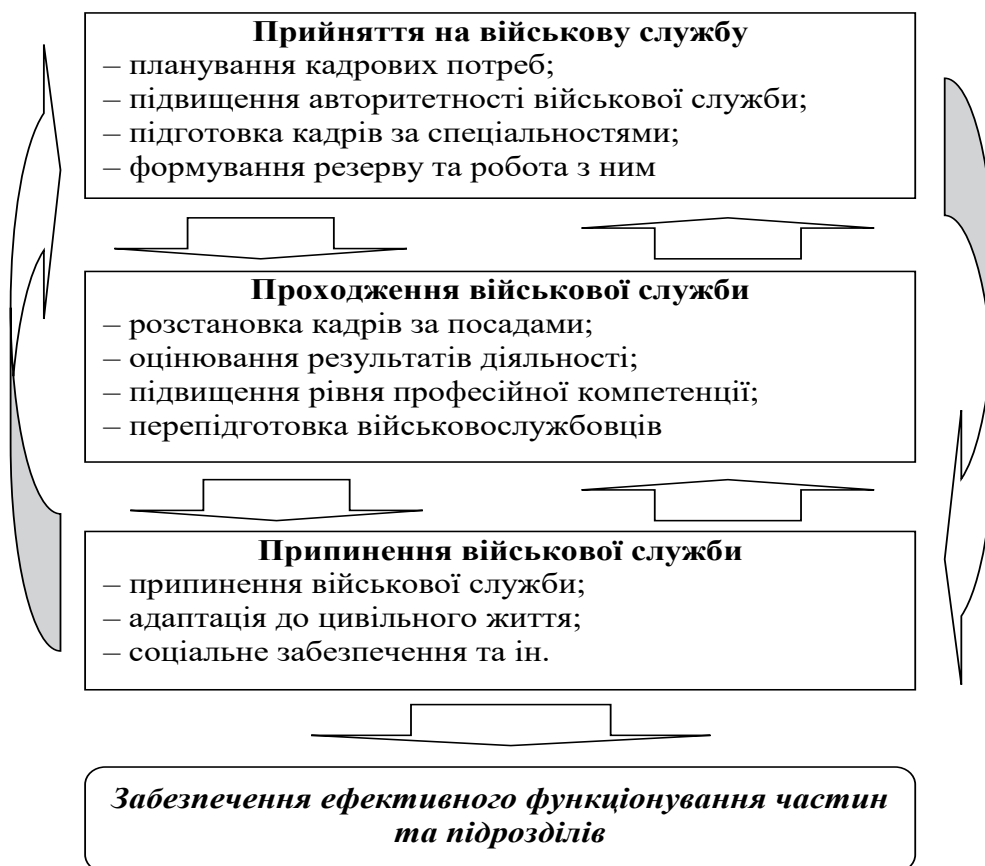 Прийняття на військову службу
– планування кадрових потреб;
– підвищення авторитетності військової служби;
– підготовка кадрів за спеціальностями;
– формування резерву та робота з ним
Проходження військової служби
– розстановка кадрів за посадами;
– оцінювання результатів діяльності;
– підвищення рівня професійної компетенції;
– перепідготовка військовослужбовців
Припинення військової служби
– припинення військової служби;
– адаптація до цивільного життя;
– соціальне забезпечення та ін.
Забезпечення ефективного функціонування частин
та підрозділів